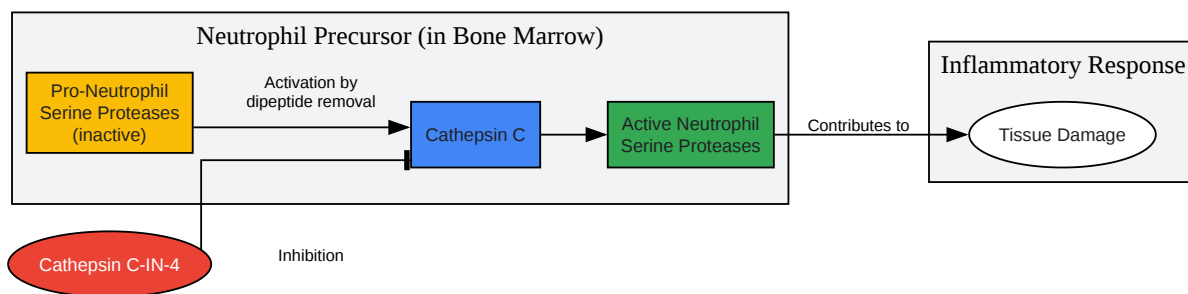 Neutrophil Precursor (in Bone Marrow)
Inflammatory Response
Pro-Neutrophil
Serine Proteases
(inactive)
Activation by
dipeptide removal
Cathepsin C
Active Neutrophil
Serine Proteases
Contributes to
Tissue Damage
Cathepsin C-IN-4
Inhibition